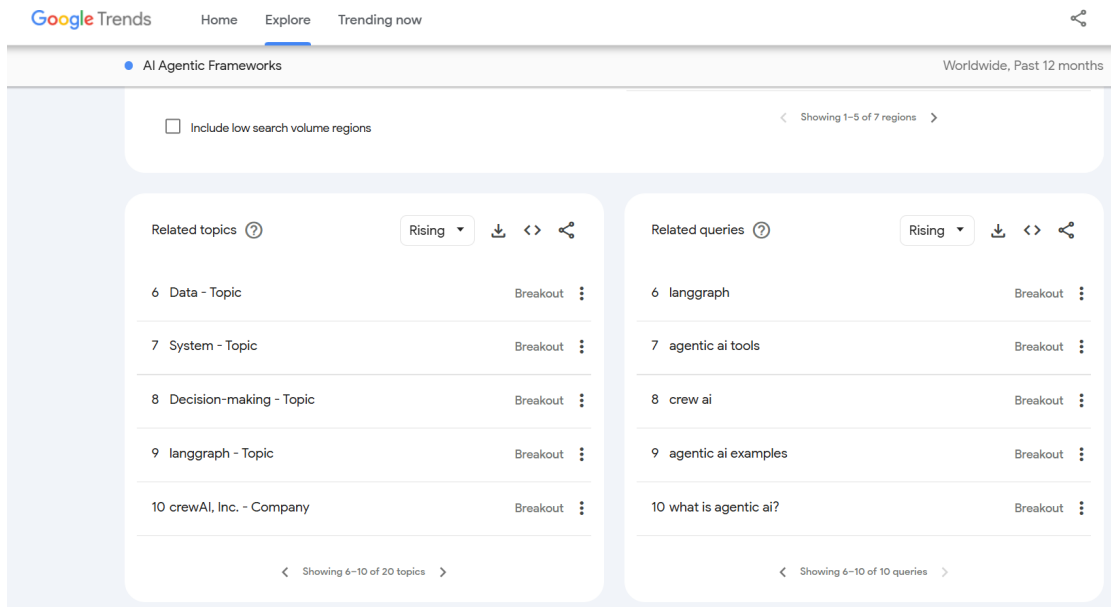 Google Trends Home Explore Trending now
AI Agentic Frameworks Worldwide, Past 12 months
Include low search volume regions
Showing 1–5 of 7 regions
Related topics Rising
6 Data - Topic Breakout
7 System - Topic Breakout
8 Decision-making - Topic Breakout
9 langgraph - Topic Breakout
10 crewAI, Inc. - Company Breakout
Showing 6–10 of 20 topics
Related queries Rising
6 langgraph Breakout
7 agentic ai tools Breakout
8 crew ai Breakout
9 agentic ai examples Breakout
10 what is agentic ai? Breakout
Showing 6–10 of 10 queries